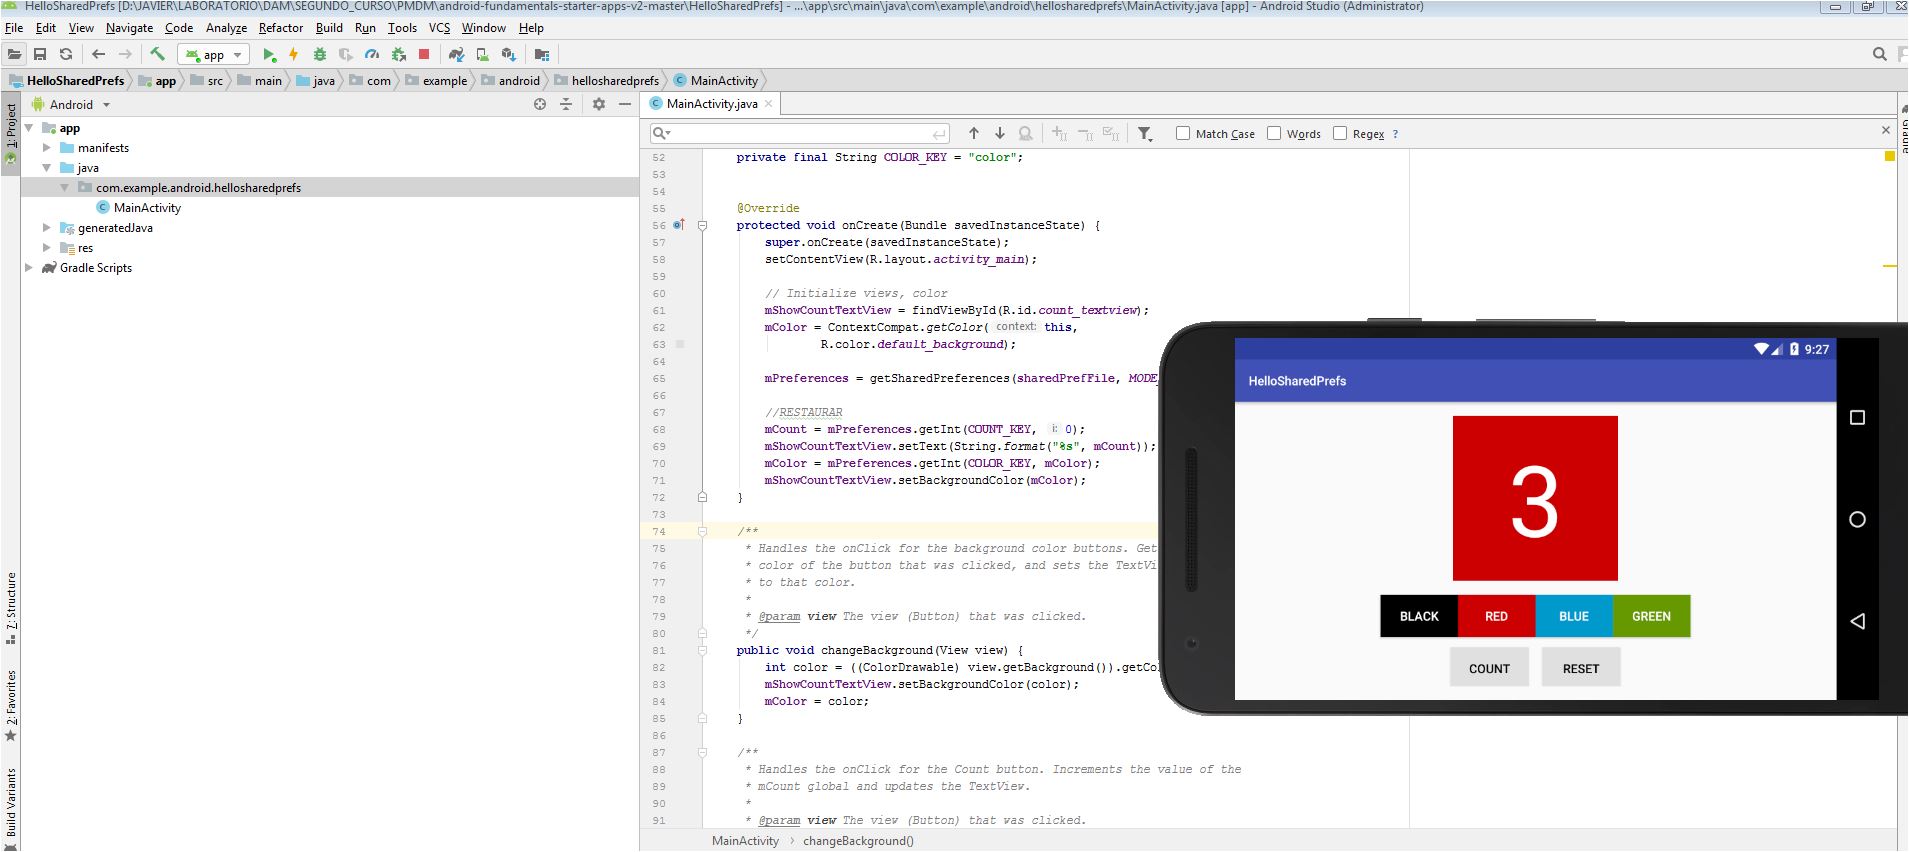 HelloSharedPrefs [D:\JAVIER\LABORATORIO\DAM\SEGUNDO_CURSO\PMDM\android-fundamentals-starter-apps-v2-master\HelloSharedPrefs] - ...\app\src\main\java\com\example\android\hellosharedprefs\MainActivity.java [app] - Android Studio (Administrator)
File Edit View Navigate Code Analyze Refactor Build Run Tools VCS Window Help
app
HelloSharedPrefs app src main java com example android hellosharedprefs MainActivity
1: Project
7: Structure
2: Favorites
Build Variants
Android
app
manifests
java
com.example.android.hellosharedprefs
MainActivity
generatedJava
res
Gradle Scripts
MainActivity.java
Match Case Words Regex ?
52 private final String COLOR_KEY = "color";
53
54
55 @Override
56 protected void onCreate(Bundle savedInstanceState) {
57 super.onCreate(savedInstanceState);
58 setContentView(R.layout.activity_main);
59
60 // Initialize views, color
61 mShowCountTextView = findViewById(R.id.count_textview);
62 mColor = ContextCompat.getColor( context: this,
63 R.color.default_background);
64
65 mPreferences = getSharedPreferences(sharedPrefFile, MODE_
66
67 //RESTAURAR
68 mCount = mPreferences.getInt(COUNT_KEY, i: 0);
69 mShowCountTextView.setText(String.format("%s", mCount));
70 mColor = mPreferences.getInt(COLOR_KEY, mColor);
71 mShowCountTextView.setBackgroundColor(mColor);
72 }
73
74 /**
75 * Handles the onClick for the background color buttons. Get
76 * color of the button that was clicked, and sets the TextVi
77 * to that color.
78 *
79 * @param view The view (Button) that was clicked.
80 */
81 public void changeBackground(View view) {
82 int color = ((ColorDrawable) view.getBackground()).getCo
83 mShowCountTextView.setBackgroundColor(color);
84 mColor = color;
85 }
86
87 /**
88 * Handles the onClick for the Count button. Increments the value of the
89 * mCount global and updates the TextView.
90 *
91 * @param view The view (Button) that was clicked.
MainActivity > changeBackground()
9:27
HelloSharedPrefs
3
BLACK RED BLUE GREEN
COUNT RESET